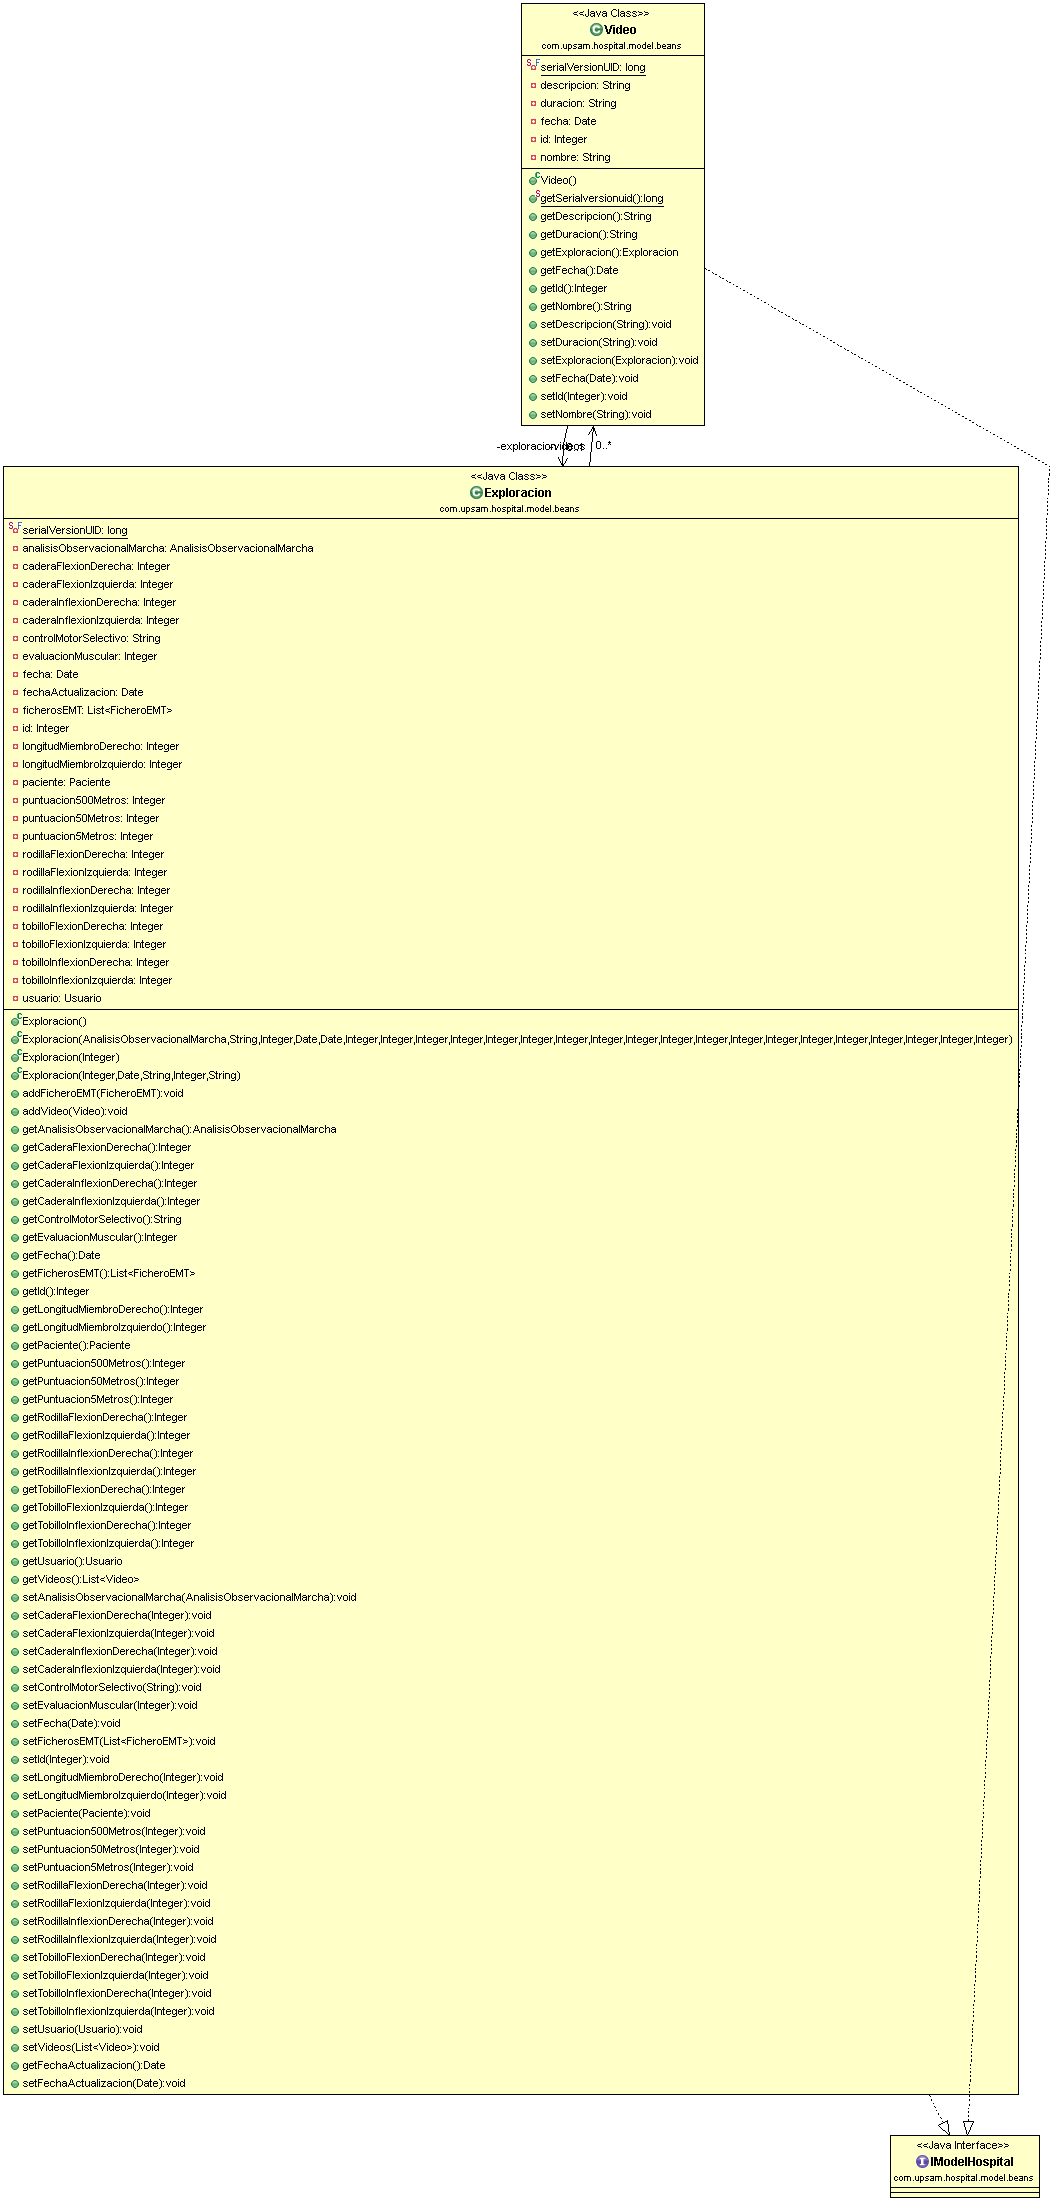 <<Java Class>>
Video
com.upsam.hospital.model.beans
serialVersionUID: long
descripcion: String
duracion: String
fecha: Date
id: Integer
nombre: String
Video()
getSerialversionuid():long
getDescripcion():String
getDuracion():String
getExploracion():Exploracion
getFecha():Date
getId():Integer
getNombre():String
setDescripcion(String):void
setDuracion(String):void
setExploracion(Exploracion):void
setFecha(Date):void
setId(Integer):void
setNombre(String):void
-exploracion
-videos
0..1
0..*
<<Java Class>>
Exploracion
com.upsam.hospital.model.beans
serialVersionUID: long
analisisObservacionalMarcha: AnalisisObservacionalMarcha
caderaFlexionDerecha: Integer
caderaFlexionIzquierda: Integer
caderaInflexionDerecha: Integer
caderaInflexionIzquierda: Integer
controlMotorSelectivo: String
evaluacionMuscular: Integer
fecha: Date
fechaActualizacion: Date
ficherosEMT: List<FicheroEMT>
id: Integer
longitudMiembroDerecho: Integer
longitudMiembroIzquierdo: Integer
paciente: Paciente
puntuacion500Metros: Integer
puntuacion50Metros: Integer
puntuacion5Metros: Integer
rodillaFlexionDerecha: Integer
rodillaFlexionIzquierda: Integer
rodillaInflexionDerecha: Integer
rodillaInflexionIzquierda: Integer
tobilloFlexionDerecha: Integer
tobilloFlexionIzquierda: Integer
tobilloInflexionDerecha: Integer
tobilloInflexionIzquierda: Integer
usuario: Usuario
Exploracion()
Exploracion(AnalisisObservacionalMarcha,String,Integer,Date,Date,Integer,Integer,Integer,Integer,Integer,Integer,Integer,Integer,Integer,Integer,Integer,Integer,Integer,Integer,Integer,Integer,Integer,Integer,Integer)
Exploracion(Integer)
Exploracion(Integer,Date,String,Integer,String)
addFicheroEMT(FicheroEMT):void
addVideo(Video):void
getAnalisisObservacionalMarcha():AnalisisObservacionalMarcha
getCaderaFlexionDerecha():Integer
getCaderaFlexionIzquierda():Integer
getCaderaInflexionDerecha():Integer
getCaderaInflexionIzquierda():Integer
getControlMotorSelectivo():String
getEvaluacionMuscular():Integer
getFecha():Date
getFicherosEMT():List<FicheroEMT>
getId():Integer
getLongitudMiembroDerecho():Integer
getLongitudMiembroIzquierdo():Integer
getPaciente():Paciente
getPuntuacion500Metros():Integer
getPuntuacion50Metros():Integer
getPuntuacion5Metros():Integer
getRodillaFlexionDerecha():Integer
getRodillaFlexionIzquierda():Integer
getRodillaInflexionDerecha():Integer
getRodillaInflexionIzquierda():Integer
getTobilloFlexionDerecha():Integer
getTobilloFlexionIzquierda():Integer
getTobilloInflexionDerecha():Integer
getTobilloInflexionIzquierda():Integer
getUsuario():Usuario
getVideos():List<Video>
setAnalisisObservacionalMarcha(AnalisisObservacionalMarcha):void
setCaderaFlexionDerecha(Integer):void
setCaderaFlexionIzquierda(Integer):void
setCaderaInflexionDerecha(Integer):void
setCaderaInflexionIzquierda(Integer):void
setControlMotorSelectivo(String):void
setEvaluacionMuscular(Integer):void
setFecha(Date):void
setFicherosEMT(List<FicheroEMT>):void
setId(Integer):void
setLongitudMiembroDerecho(Integer):void
setLongitudMiembroIzquierdo(Integer):void
setPaciente(Paciente):void
setPuntuacion500Metros(Integer):void
setPuntuacion50Metros(Integer):void
setPuntuacion5Metros(Integer):void
setRodillaFlexionDerecha(Integer):void
setRodillaFlexionIzquierda(Integer):void
setRodillaInflexionDerecha(Integer):void
setRodillaInflexionIzquierda(Integer):void
setTobilloFlexionDerecha(Integer):void
setTobilloFlexionIzquierda(Integer):void
setTobilloInflexionDerecha(Integer):void
setTobilloInflexionIzquierda(Integer):void
setUsuario(Usuario):void
setVideos(List<Video>):void
getFechaActualizacion():Date
setFechaActualizacion(Date):void
<<Java Interface>>
IModelHospital
com.upsam.hospital.model.beans